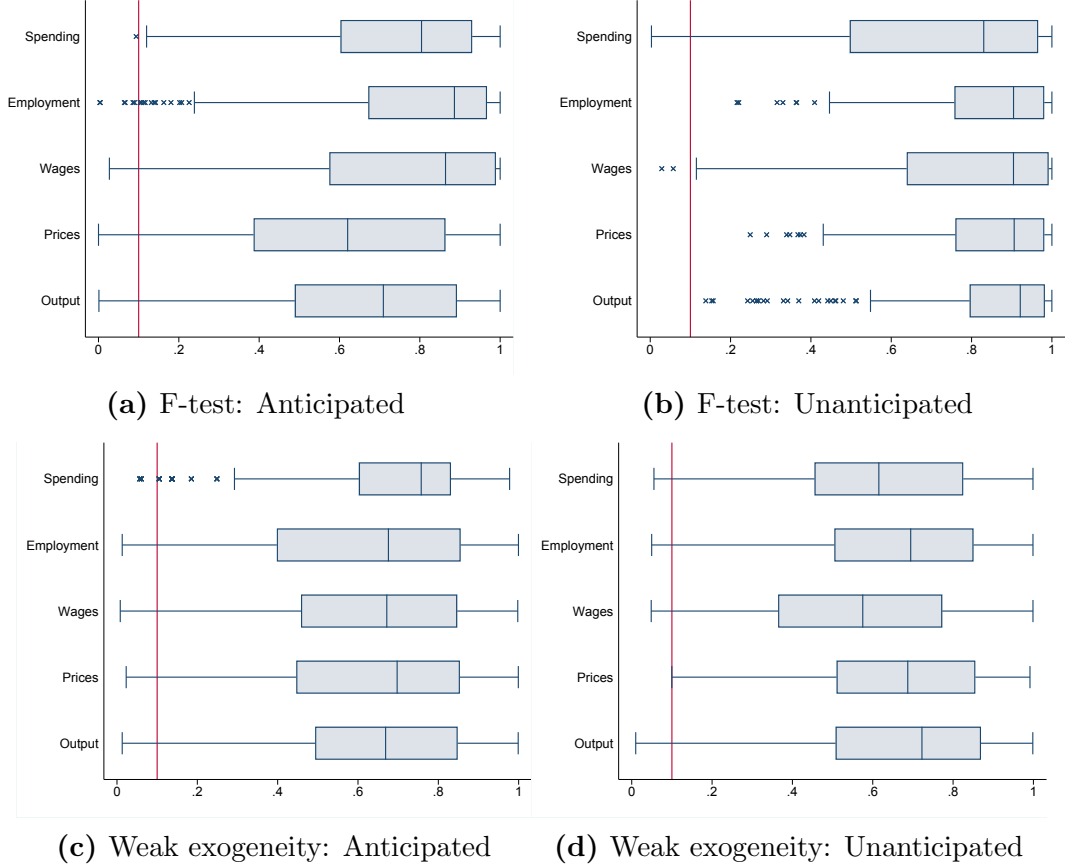 Spending
Employment
Wages
Prices
Output
0 .2 .4 .6 .8 1
(a) F-test: Anticipated
Spending
Employment
Wages
Prices
Output
0 .2 .4 .6 .8 1
(b) F-test: Unanticipated
Spending
Employment
Wages
Prices
Output
0 .2 .4 .6 .8 1
(c) Weak exogeneity: Anticipated
Spending
Employment
Wages
Prices
Output
0 .2 .4 .6 .8 1
(d) Weak exogeneity: Unanticipated